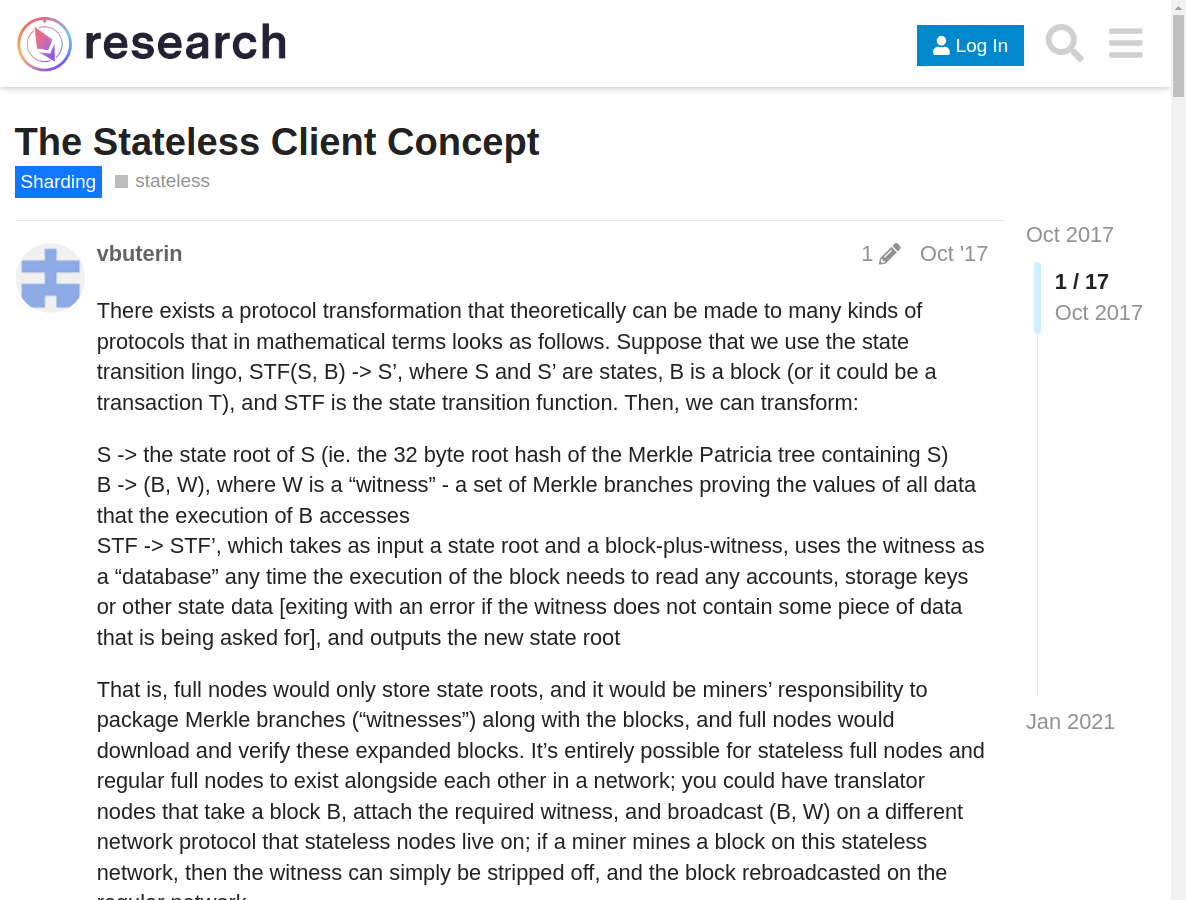 research
Log In
The Stateless Client Concept
Sharding
stateless
vbuterin
1
Oct '17
There exists a protocol transformation that theoretically can be made to many kinds of
protocols that in mathematical terms looks as follows. Suppose that we use the state
transition lingo, STF(S, B) -> S’, where S and S’ are states, B is a block (or it could be a
transaction T), and STF is the state transition function. Then, we can transform:
S -> the state root of S (ie. the 32 byte root hash of the Merkle Patricia tree containing S)
B -> (B, W), where W is a “witness” - a set of Merkle branches proving the values of all data
that the execution of B accesses
STF -> STF’, which takes as input a state root and a block-plus-witness, uses the witness as
a “database” any time the execution of the block needs to read any accounts, storage keys
or other state data [exiting with an error if the witness does not contain some piece of data
that is being asked for], and outputs the new state root
That is, full nodes would only store state roots, and it would be miners’ responsibility to
package Merkle branches (“witnesses”) along with the blocks, and full nodes would
download and verify these expanded blocks. It’s entirely possible for stateless full nodes and
regular full nodes to exist alongside each other in a network; you could have translator
nodes that take a block B, attach the required witness, and broadcast (B, W) on a different
network protocol that stateless nodes live on; if a miner mines a block on this stateless
network, then the witness can simply be stripped off, and the block rebroadcasted on the
regular network.
Oct 2017
1 / 17
Oct 2017
Jan 2021